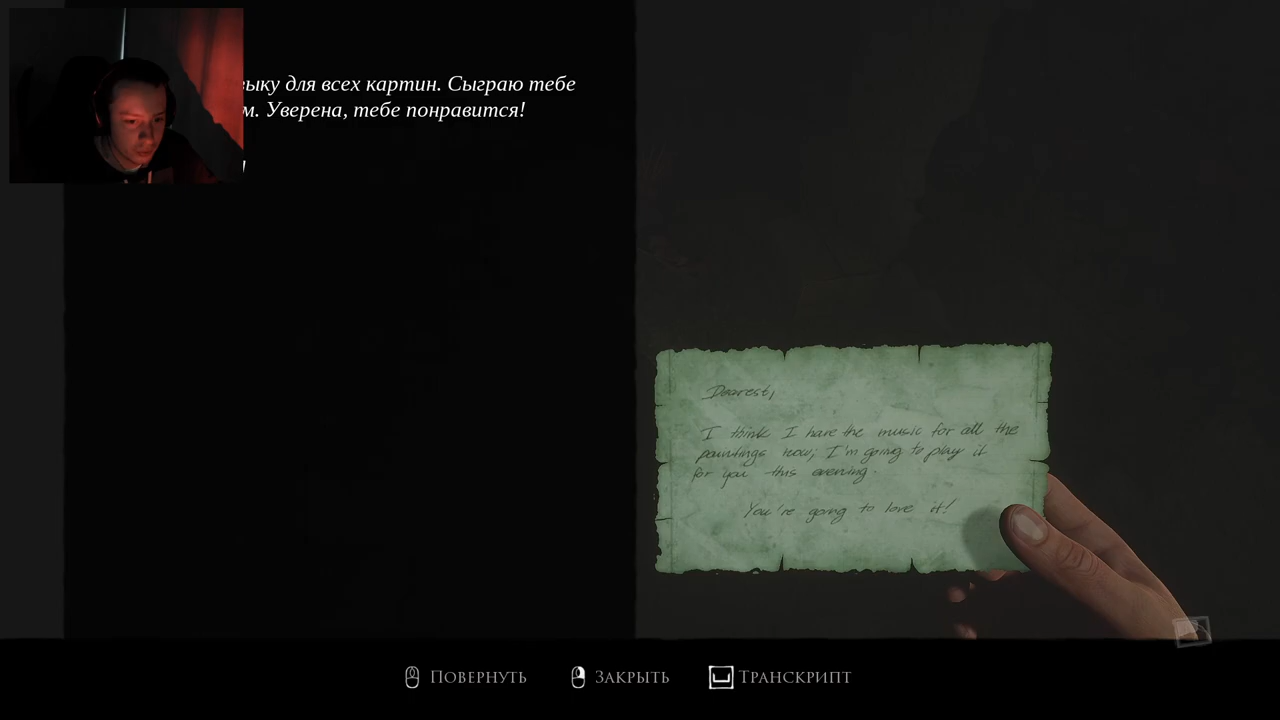 для всех картин. Сыграю тебе
Уверена, тебе понравится!
Dearest,
I think I have the music for all the
paintings now; I'm going to play it
for you this evening.
You're going to love it!
Повернуть
Закрыть
Транскрипт